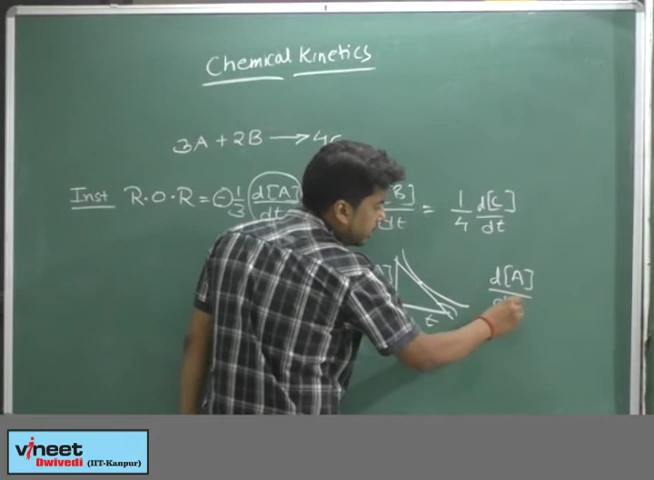 Chemical Kinetics
3A + 2B ⟶ 4C
Inst R.O.R = - 1/3 d[A]/dt B]/dt = 1/4 d[C]/dt
A] d[A]
t
vineet
Dwivedi (IIT-Kanpur)